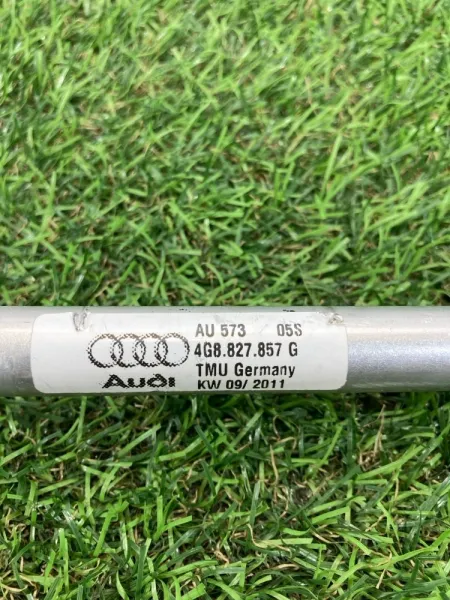 AU 573 05S
4G8.827.857 G
TMU Germany
Audi
KW 09/ 2011